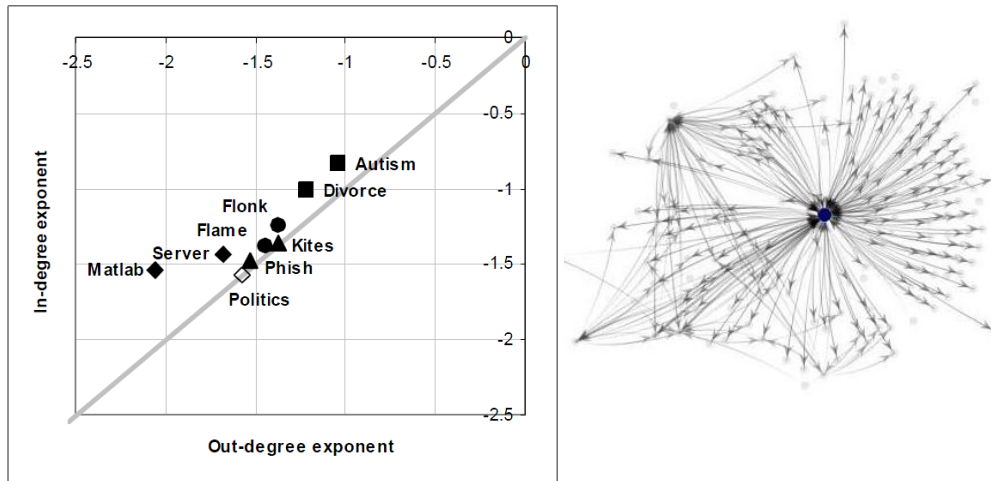 0
-2.5 -2 -1.5 -1 -0.5 0
-0.5
Autism
-1
Divorce
Flonk
Flame
Kites
Server
-1.5
Matlab
Phish
Politics
-2
-2.5
In-degree exponent
Out-degree exponent